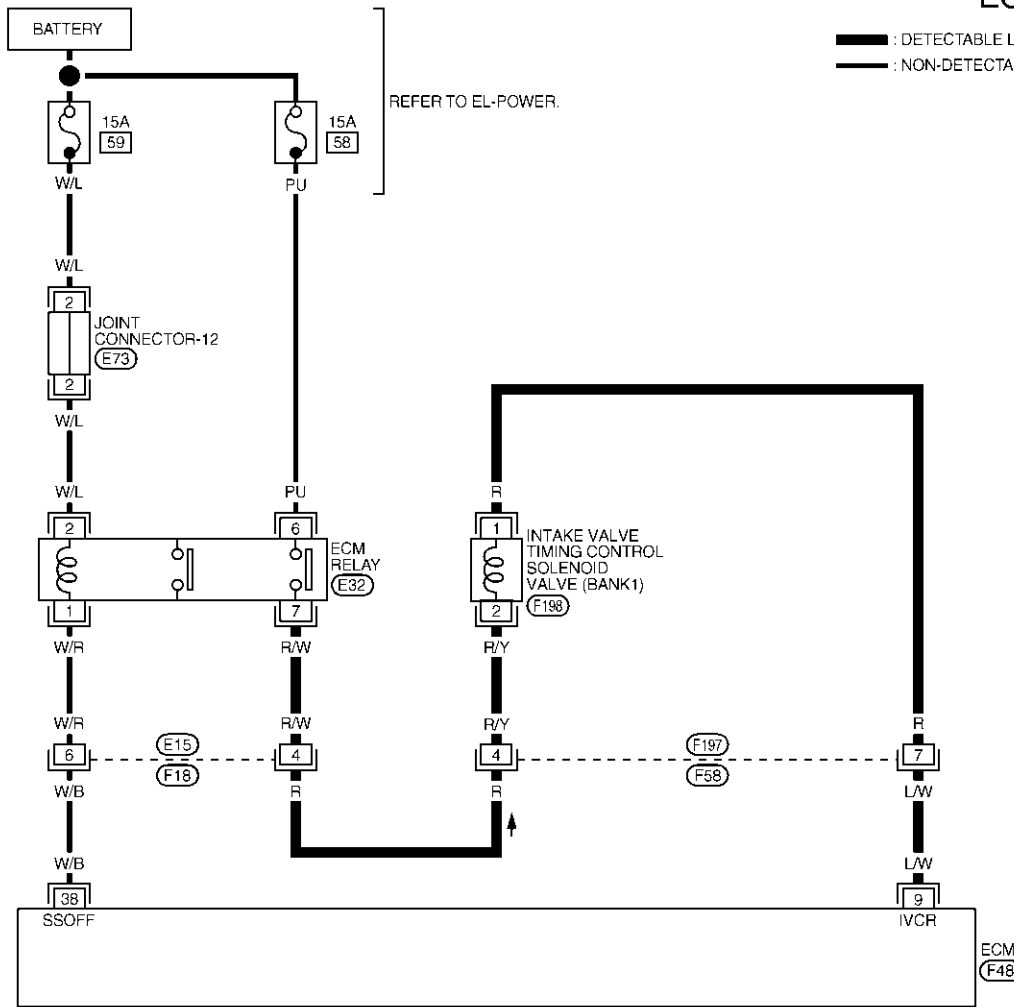 EC
BATTERY
: DETECTABLE L
: NON-DETECTA
REFER TO EL-POWER.
15A
59
15A
58
W/L
PU
W/L
2
JOINT
CONNECTOR-12
E73
2
W/L
W/L
PU
R
2
6
1
INTAKE VALVE
TIMING CONTROL
SOLENOID
VALVE (BANK1)
F198
ECM
RELAY
E32
1
7
2
W/R
R/W
R/Y
W/R
R/W
R/Y
R
6
E15
F18
4
4
F197
F58
7
W/B
R
R
L/W
W/B
L/W
38
9
SSOFF
IVCR
ECM
F48